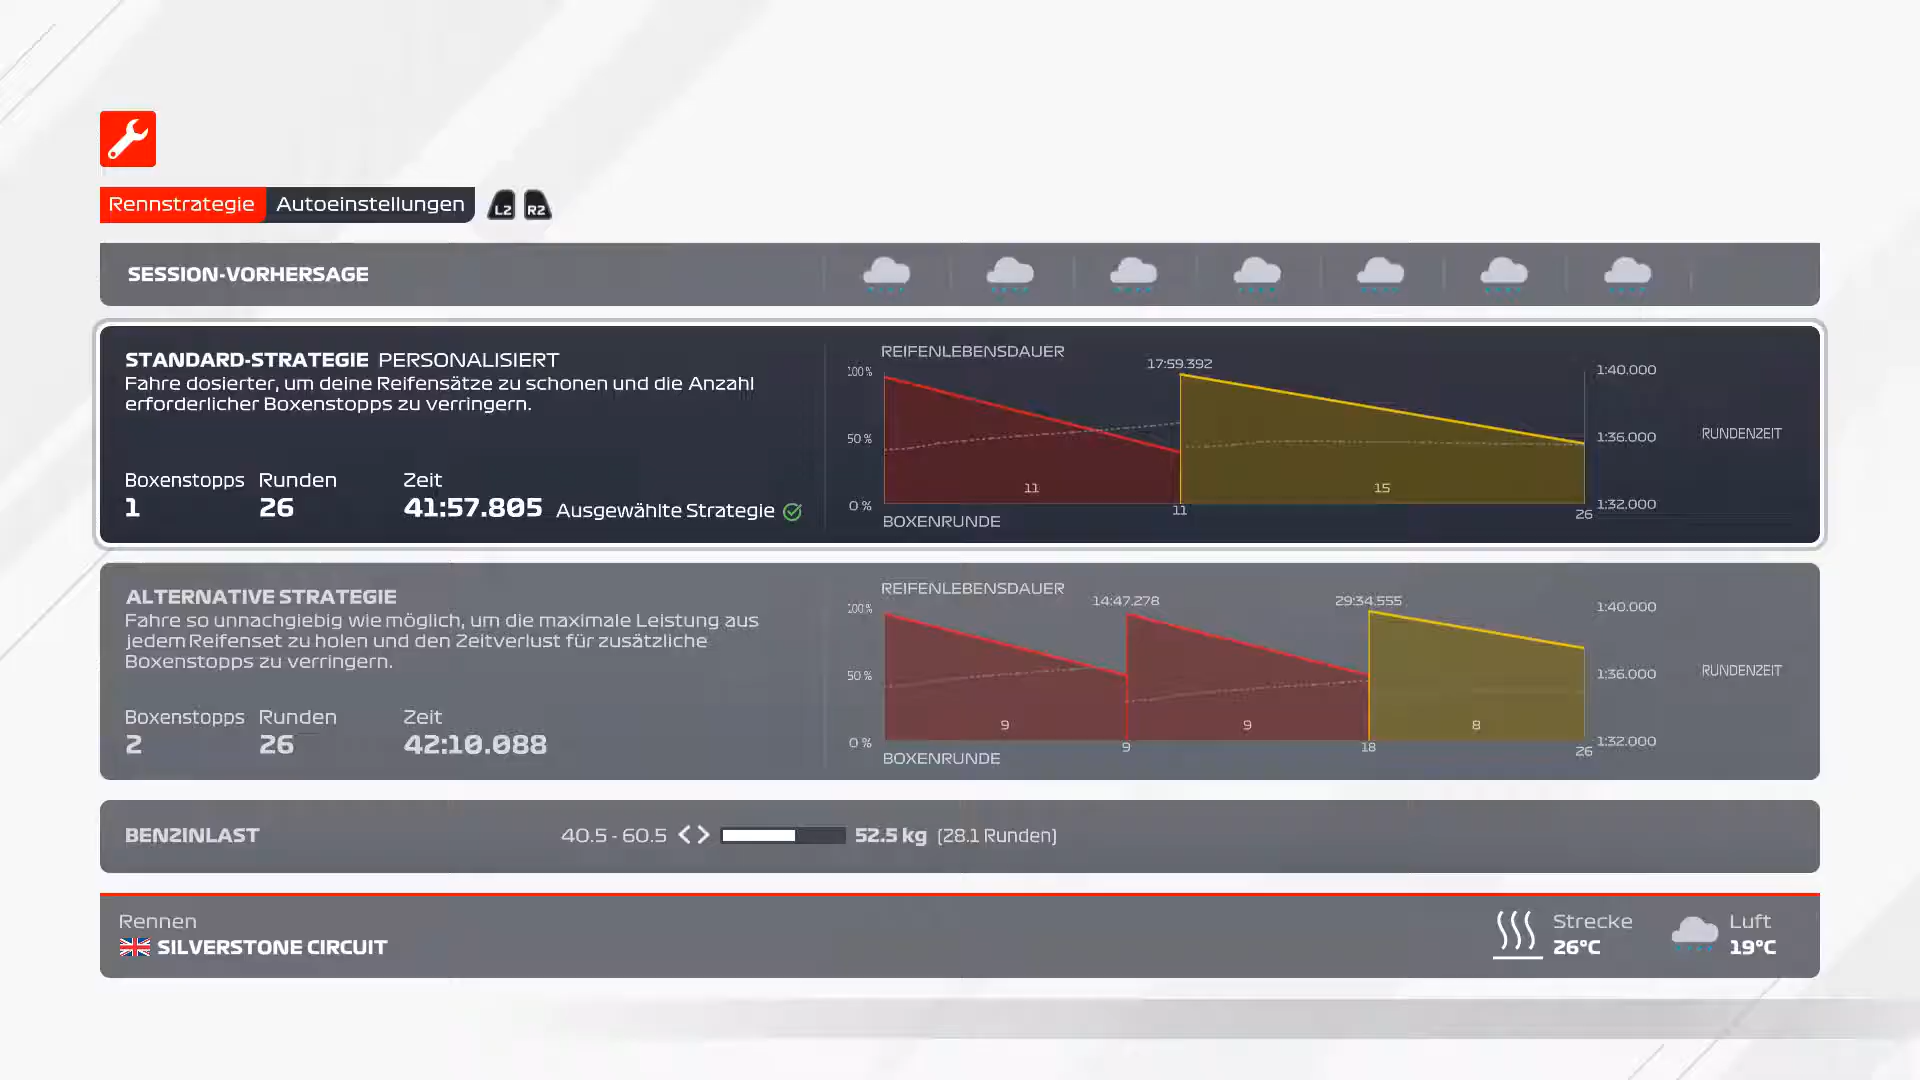 Rennstrategie Autoeinstellungen L2 R2
SESSION-VORHERSAGE
STANDARD-STRATEGIE PERSONALISIERT
Fahre dosierter, um deine Reifensätze zu schonen und die Anzahl
erforderlicher Boxenstopps zu verringern.
Boxenstopps Runden Zeit
1 26 41:57.805 Ausgewählte Strategie
REIFENLEBENSDAUER
17:59.392
100 %
50 %
0 %
11 15
11 26
BOXENRUNDE
1:40.000
1:36.000
1:32.000
RUNDENZEIT
ALTERNATIVE STRATEGIE
Fahre so unnachgiebig wie möglich, um die maximale Leistung aus
jedem Reifenset zu holen und den Zeitverlust für zusätzliche
Boxenstopps zu verringern.
Boxenstopps Runden Zeit
2 26 42:10.088
REIFENLEBENSDAUER
14:47.278 29:34.555
100 %
50 %
0 %
9 9 8
9 18 26
BOXENRUNDE
1:40.000
1:36.000
1:32.000
RUNDENZEIT
BENZINLAST 40.5 - 60.5 52.5 kg (28.1 Runden)
Rennen
SILVERSTONE CIRCUIT
Strecke
26°C
Luft
19°C